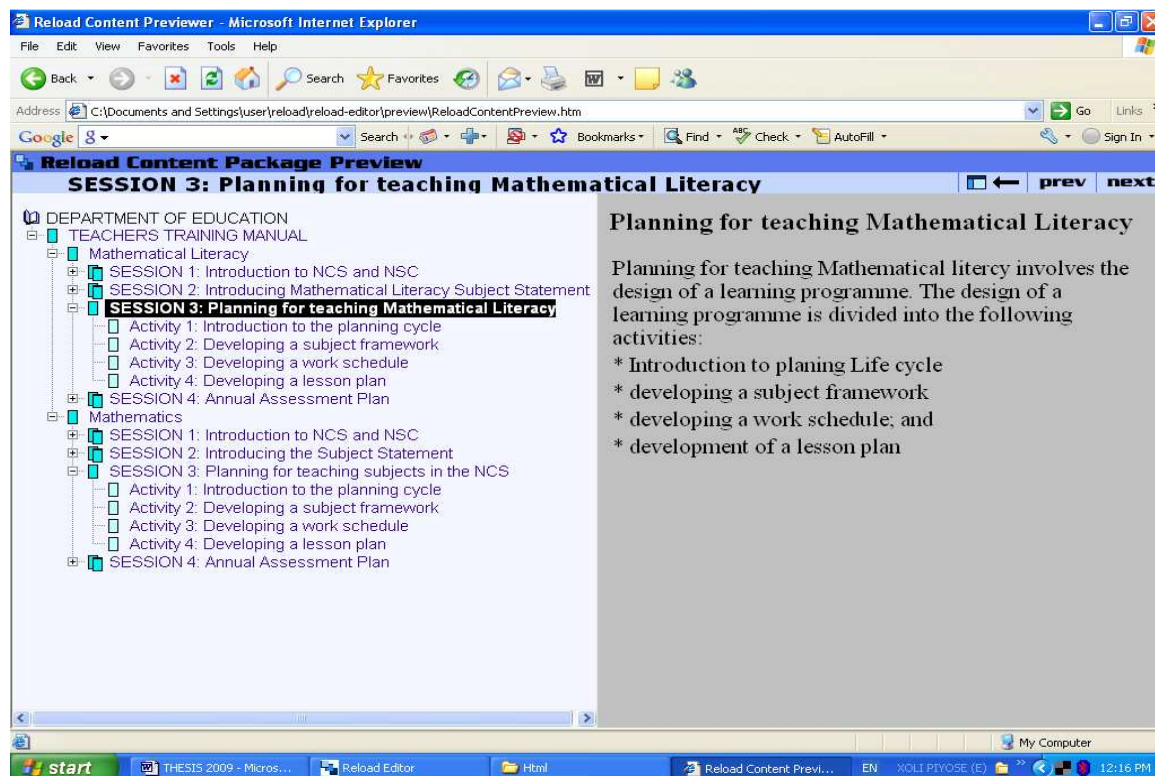 Reload Content Previewer - Microsoft Internet Explorer
File Edit View Favorites Tools Help
Back Search Favorites
Address C:\Documents and Settings\user\reload\reload-editor\preview\ReloadContentPreview.htm Go Links
Google Search Bookmarks Find Check AutoFill Sign In
Reload Content Package Preview
SESSION 3: Planning for teaching Mathematical Literacy prev next
DEPARTMENT OF EDUCATION
TEACHERS TRAINING MANUAL
Mathematical Literacy
SESSION 1: Introduction to NCS and NSC
SESSION 2: Introducing Mathematical Literacy Subject Statement
SESSION 3: Planning for teaching Mathematical Literacy
Activity 1: Introduction to the planning cycle
Activity 2: Developing a subject framework
Activity 3: Developing a work schedule
Activity 4: Developing a lesson plan
SESSION 4: Annual Assessment Plan
Mathematics
SESSION 1: Introduction to NCS and NSC
SESSION 2: Introducing the Subject Statement
SESSION 3: Planning for teaching subjects in the NCS
Activity 1: Introduction to the planning cycle
Activity 2: Developing a subject framework
Activity 3: Developing a work schedule
Activity 4: Developing a lesson plan
SESSION 4: Annual Assessment Plan
Planning for teaching Mathematical Literacy
Planning for teaching Mathematical litercy involves the
design of a learning programme. The design of a
learning programme is divided into the following
activities:
* Introduction to planing Life cycle
* developing a subject framework
* developing a work schedule; and
* development of a lesson plan
My Computer
start THESIS 2009 - Micros... Reload Editor Html Reload Content Previ... EN XOLI PIYOSE (E) 12:16 PM